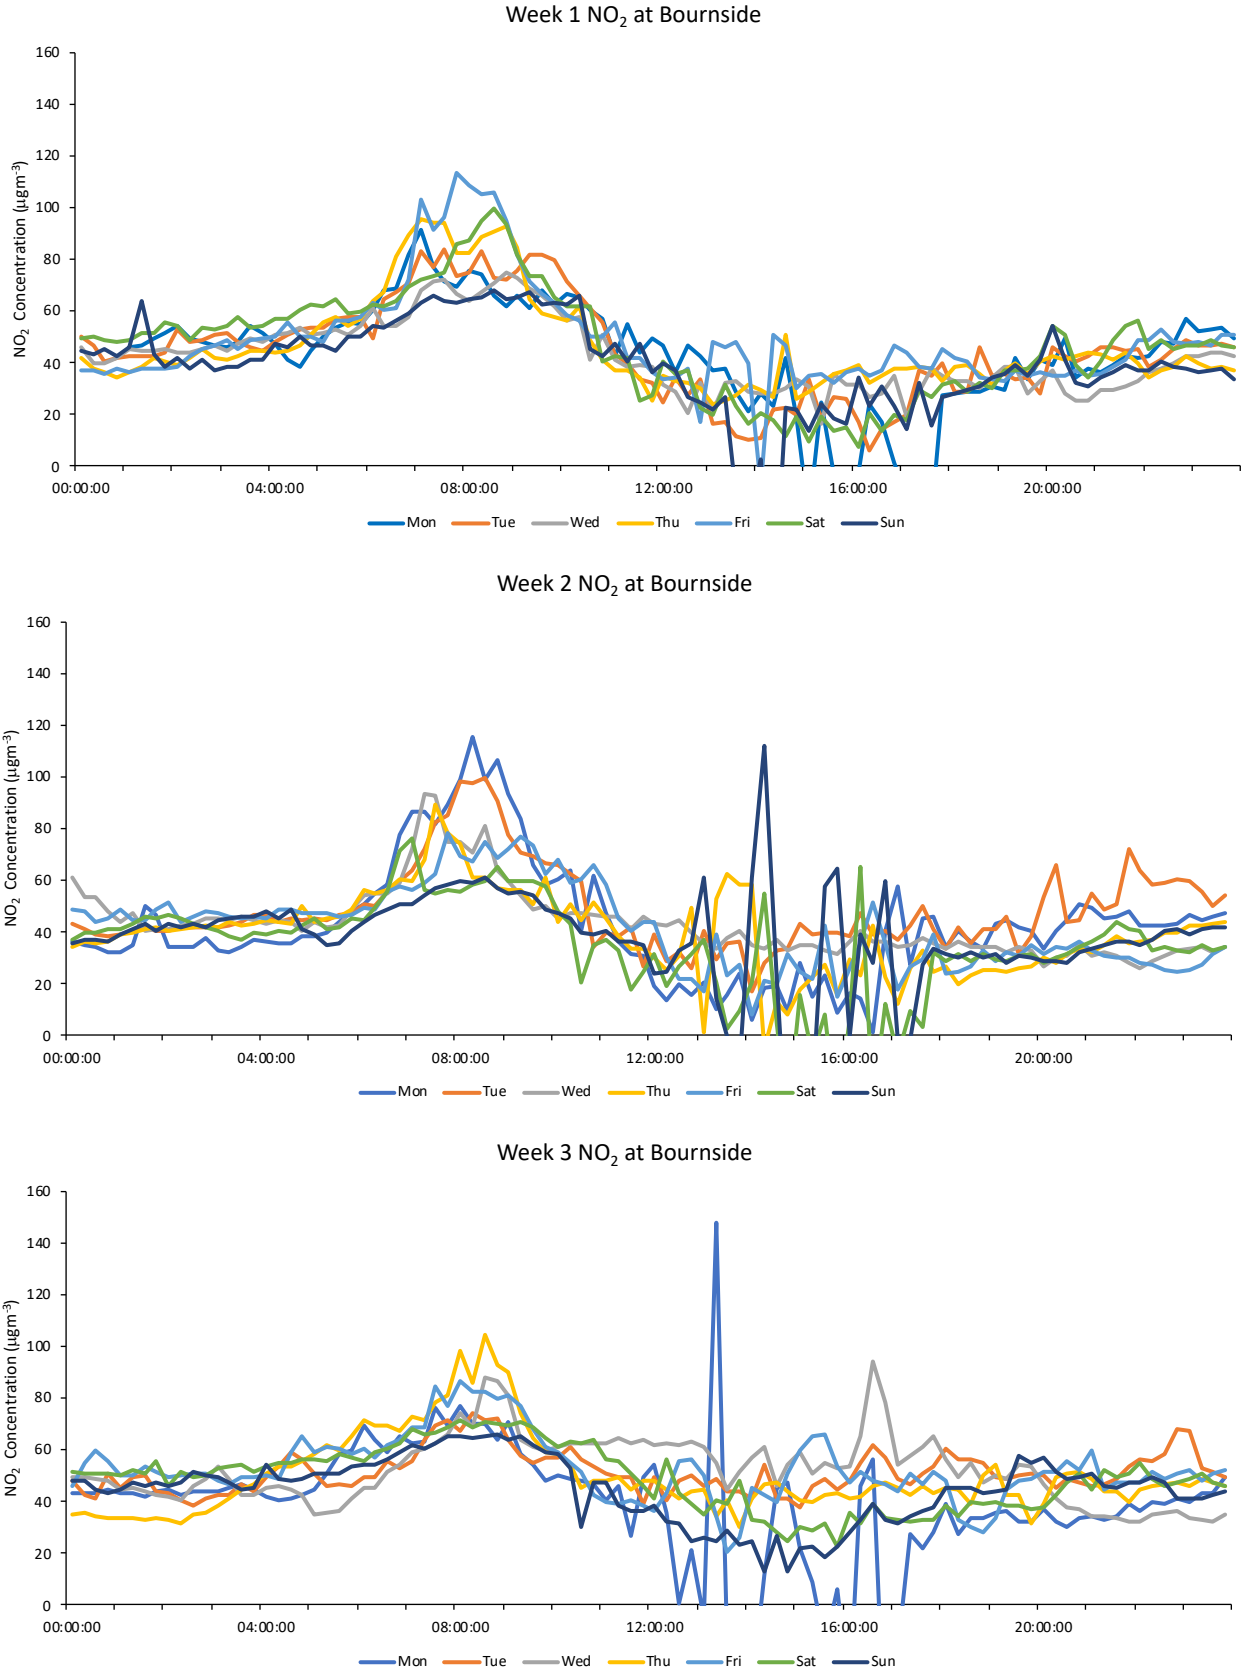 Week 1 NO₂ at Bournside
NO₂ Concentration (µgm⁻³)
160
140
120
100
80
60
40
20
0
00:00:00 04:00:00 08:00:00 12:00:00 16:00:00 20:00:00
Mon Tue Wed Thu Fri Sat Sun
Week 2 NO₂ at Bournside
NO₂ Concentration (µgm⁻³)
160
140
120
100
80
60
40
20
0
00:00:00 04:00:00 08:00:00 12:00:00 16:00:00 20:00:00
Mon Tue Wed Thu Fri Sat Sun
Week 3 NO₂ at Bournside
NO₂ Concentration (µgm⁻³)
160
140
120
100
80
60
40
20
0
00:00:00 04:00:00 08:00:00 12:00:00 16:00:00 20:00:00
Mon Tue Wed Thu Fri Sat Sun